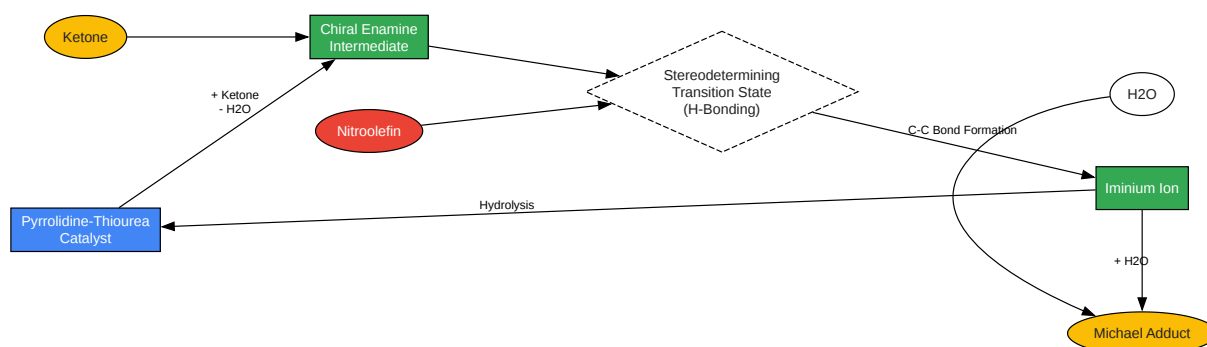 Ketone
Chiral Enamine
Intermediate
+ Ketone
- H2O
Nitroolefin
Stereodetermining
Transition State
(H-Bonding)
H2O
C-C Bond Formation
Iminium Ion
Hydrolysis
Pyrrolidine-Thiourea
Catalyst
+ H2O
Michael Adduct